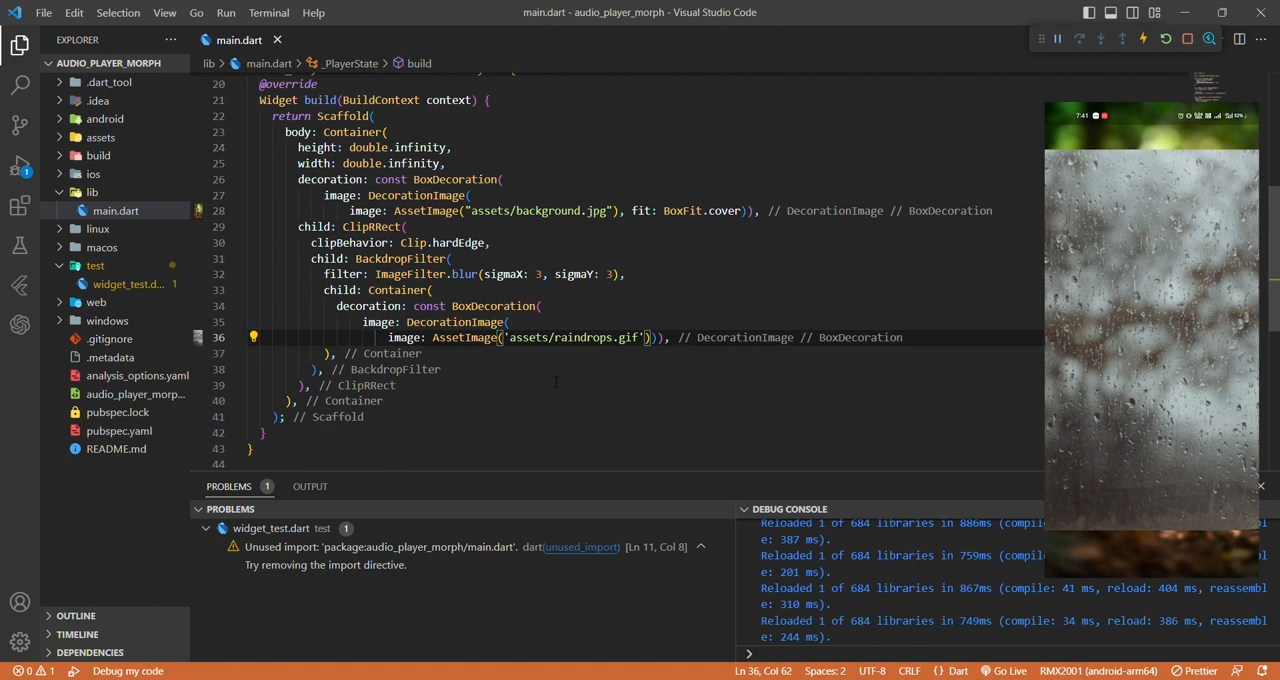 File Edit Selection View Go Run Terminal Help
main.dart - audio_player_morph - Visual Studio Code
EXPLORER
AUDIO_PLAYER_MORPH
.dart_tool
.idea
android
assets
build
ios
lib
main.dart
linux
macos
test
widget_test.d... 1
web
windows
.gitignore
.metadata
analysis_options.yaml
audio_player_morp...
pubspec.lock
pubspec.yaml
README.md
OUTLINE
TIMELINE
DEPENDENCIES
1
main.dart
lib > main.dart > _PlayerState > build
20 @override
21 Widget build(BuildContext context) {
22 return Scaffold(
23 body: Container(
24 height: double.infinity,
25 width: double.infinity,
26 decoration: const BoxDecoration(
27 image: DecorationImage(
28 image: AssetImage("assets/background.jpg"), fit: BoxFit.cover)), // DecorationImage // BoxDecoration
29 child: ClipRRect(
30 clipBehavior: Clip.hardEdge,
31 child: BackdropFilter(
32 filter: ImageFilter.blur(sigmaX: 3, sigmaY: 3),
33 child: Container(
34 decoration: const BoxDecoration(
35 image: DecorationImage(
36 image: AssetImage('assets/raindrops.gif'))), // DecorationImage // BoxDecoration
37 ), // Container
38 ), // BackdropFilter
39 ), // ClipRRect
40 ), // Container
41 ); // Scaffold
42 }
43 }
44
7:41
PROBLEMS 1 OUTPUT
PROBLEMS
widget_test.dart test 1
Unused import: 'package:audio_player_morph/main.dart'. dart(unused_import) [Ln 11, Col 8]
Try removing the import directive.
DEBUG CONSOLE
Reloaded 1 of 684 libraries in 886ms (compil
e: 387 ms).
Reloaded 1 of 684 libraries in 759ms (compil
e: 201 ms).
Reloaded 1 of 684 libraries in 867ms (compile: 41 ms, reload: 404 ms, reassembl
e: 310 ms).
Reloaded 1 of 684 libraries in 749ms (compile: 34 ms, reload: 386 ms, reassembl
e: 244 ms).
0 1 Debug my code
Ln 36, Col 62 Spaces: 2 UTF-8 CRLF {} Dart Go Live RMX2001 (android-arm64) Prettier